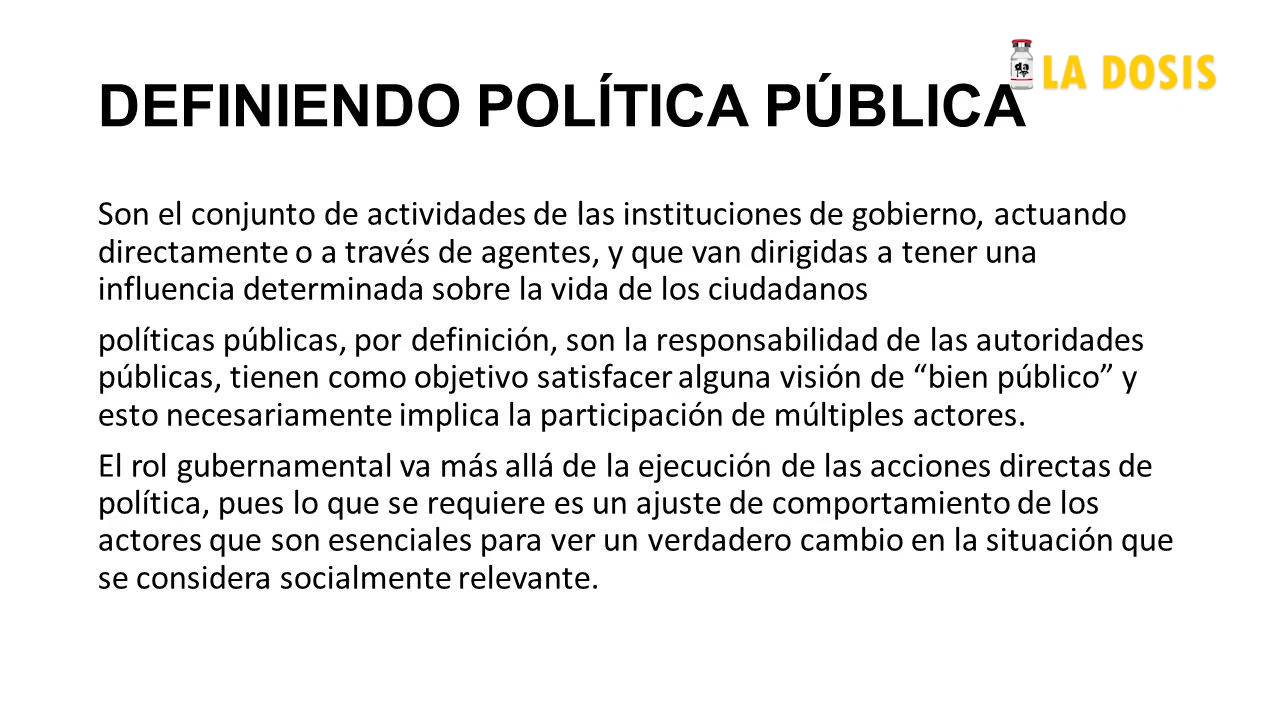 LA DOSIS
DEFINIENDO POLÍTICA PÚBLICA
Son el conjunto de actividades de las instituciones de gobierno, actuando
directamente o a través de agentes, y que van dirigidas a tener una
influencia determinada sobre la vida de los ciudadanos
políticas públicas, por definición, son la responsabilidad de las autoridades
públicas, tienen como objetivo satisfacer alguna visión de “bien público” y
esto necesariamente implica la participación de múltiples actores.
El rol gubernamental va más allá de la ejecución de las acciones directas de
política, pues lo que se requiere es un ajuste de comportamiento de los
actores que son esenciales para ver un verdadero cambio en la situación que
se considera socialmente relevante.